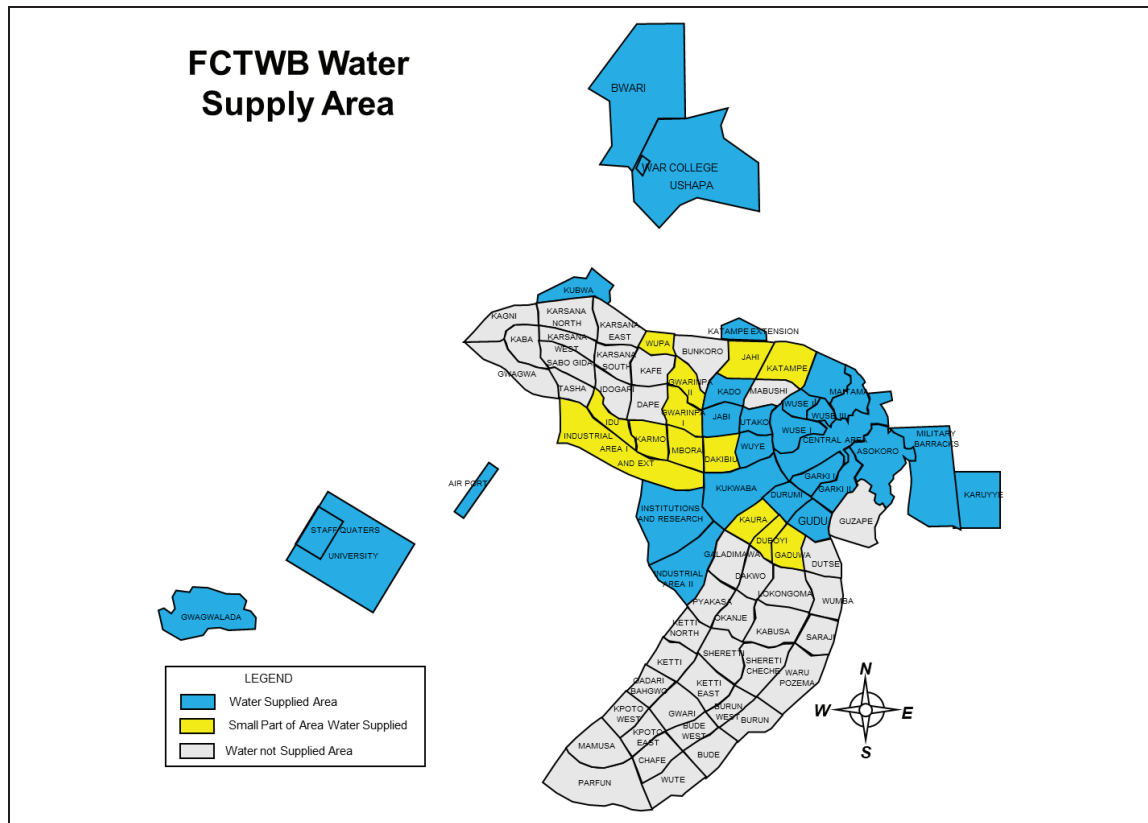 FCTWB Water
Supply Area
BWARI
WAR COLLEGE
USHAPA
KUBWA
KAGNI
KARSANA
NORTH
KARSANA
EAST
KATAMPE EXTENSION
KABA
KARSANA
WEST
WUPA
BUNKORO
JAHI
KATAMPE
SABO GIDA
KARSANA
SOUTH
KAFE
GWAGWA
TASHA
IDOGARI
GWARINPA
II
KADO
MABUSHI
MAITAMA
DAPE
GWARINPA
I
JABI
UTAKO
WUSE II
WUSE III
IDU
WUSE I
INDUSTRIAL
AREA I
AND EXT
KARMO
MBORA
DAKIBIU
WUYE
CENTRAL AREA
ASOKORO
MILITARY
BARRACKS
AIR PORT
KUKWABA
DURUMI
GARKI I
GARKI II
KARUYYE
INSTITUTIONS
AND RESEARCH
KAURA
GUDU
GUZAPE
STAFF QUATERS
UNIVERSITY
DUBOYI
GADUWA
GALADIMAWA
DUTSE
INDUSTRIAL
AREA II
DAKWO
LOKONGOMA
WUMBA
PYAKASA
OKANJE
GWAGWALADA
KETTI
NORTH
KABUSA
SARAJI
SHERETTI
KETTI
SHERETI
CHECHE
WARU
POZEMA
GADARI
BAHGWO
KETTI
EAST
KPOTO
WEST
GWARI
BURUN
WEST
BURUN
BUDE
WEST
KPOTO
EAST
MAMUSA
CHAFE
BUDE
PARFUN
WUTE
LEGEND
Water Supplied Area
Small Part of Area Water Supplied
Water not Supplied Area
N
W
E
S